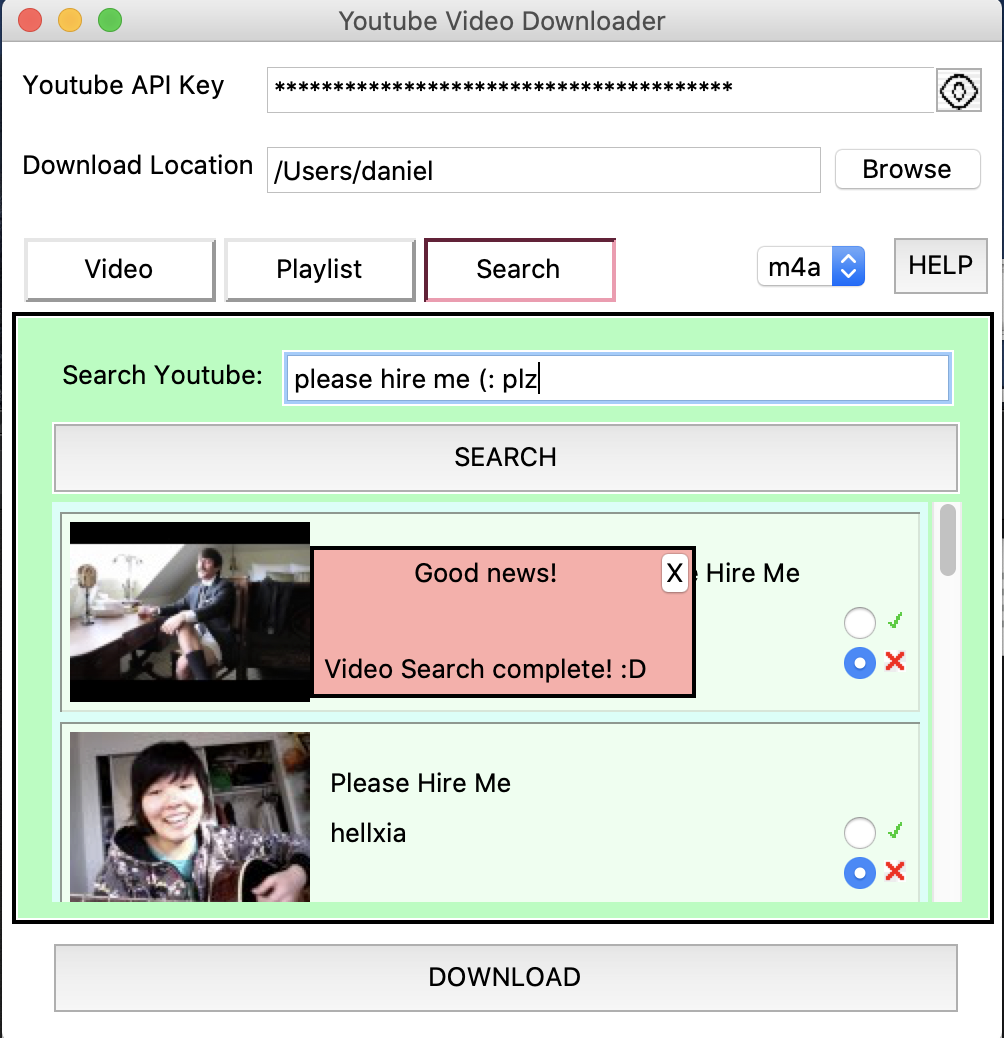 Youtube Video Downloader
Youtube API Key
***************************************
Download Location
/Users/daniel
Browse
Video
Playlist
Search
m4a
HELP
Search Youtube:
please hire me (: plz
SEARCH
Good news!
X
Hire Me
Video Search complete! :D
Please Hire Me
hellxia
DOWNLOAD